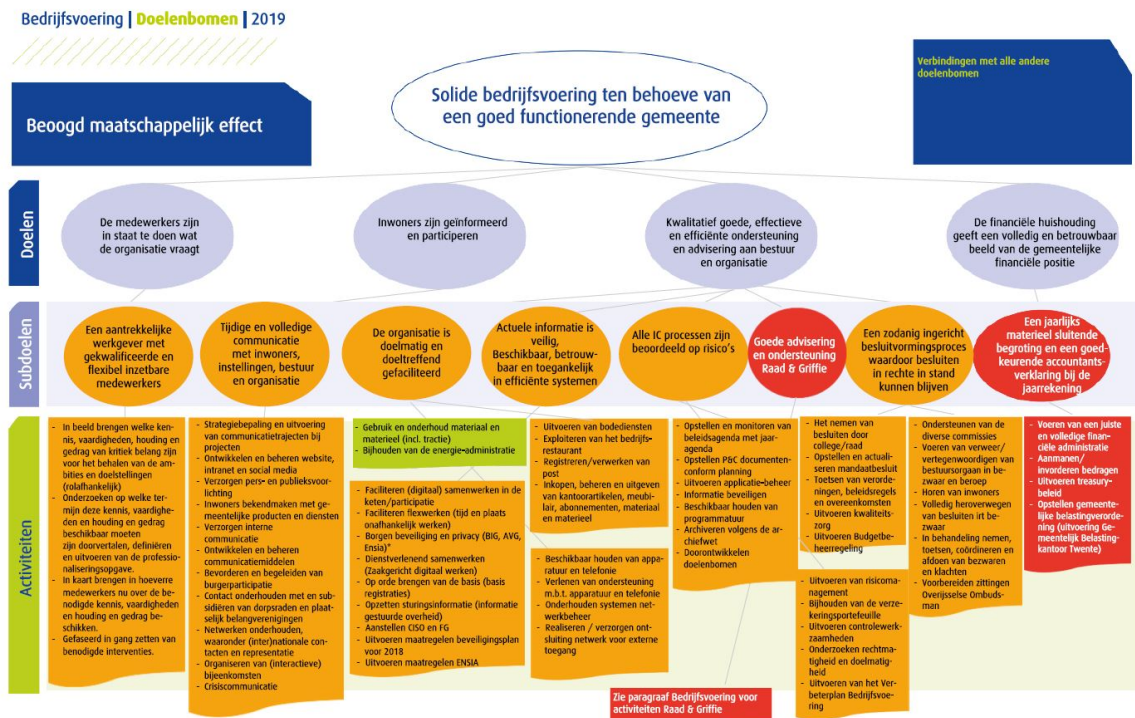 Bedrijfsvoering | Doelenbomen | 2019
Beoogd maatschappelijk effect
Solide bedrijfsvoering ten behoeve van
een goed functionerende gemeente
Verbindingen met alle andere
doelenbomen
Doelen
De medewerkers zijn
in staat te doen wat
de organisatie vraagt
Inwoners zijn geïnformeerd
en participeren
Kwalitatief goede, effectieve
en efficiënte ondersteuning
en advisering aan bestuur
en organisatie
De financiële huishouding
geeft een volledig en betrouwbaar
beeld van de gemeentelijke
financiële positie
Subdoelen
Een aantrekkelijke
werkgever met
gekwalificeerde en
flexibel inzetbare
medewerkers
Tijdige en volledige
communicatie
met inwoners,
instellingen, bestuur
en organisatie
De organisatie is
doelmatig en
doeltreffend
gefaciliteerd
Actuele informatie is
veilig,
Beschikbaar, betrouw-
baar en toegankelijk
in efficiënte systemen
Alle IC processen zijn
beoordeeld op risico's
Goede advisering
en ondersteuning
Raad & Griffie
Een zodanig ingericht
besluitvormingsproces
waardoor besluiten
in rechte in stand
kunnen blijven
Een jaarlijks
materieel sluitende
begroting en een goed-
keurende accountants-
verklaring bij de
jaarrekening
Activiteiten
- In beeld brengen welke ken-
nis, vaardigheden, houding en
gedrag van kritiek belang zijn
voor het behalen van de am-
bities en doelstellingen
(rolafhankelijk)
- Onderzoeken op welke ter-
mijn deze kennis, vaardighe-
den en houding en gedrag
beschikbaar moeten
zijn doorvertalen, definiëren
en uitvoeren van de professio-
naliseringsopgave.
- In kaart brengen in hoeverre
medewerkers nu over de be-
nodigde kennis, vaardigheden
en houding en gedrag be-
schikken.
- Gefaseerd in gang zetten van
benodigde interventies.
- Strategiebepaling en uitvoering
van communicatietrajecten bij
projecten
- Ontwikkelen en beheren website,
intranet en social media
- Verzorgen pers- en publieksvoor-
lichting
- Inwoners bekendmaken met ge-
meentelijke producten en diensten
- Verzorgen interne
communicatie
- Ontwikkelen en beheren
communicatiemiddelen
- Bevorderen en begeleiden van
burgerparticipatie
- Contact onderhouden met en sub-
sidiëren van dorpsraden en plaat-
selijk belangverenigingen
- Netwerken onderhouden,
waaronder (inter)nationale con-
tacten en representatie
- Organiseren van (interactieve)
bijeenkomsten
- Crisiscommunicatie
- Gebruik en onderhoud materiaal en
materieel (incl. tractie)
- Bijhouden van de energie-administratie
- Faciliteren (digitaal) samenwerken in de
keten/participatie
- Faciliteren flexwerken (tijd en plaats
onafhankelijk werken)
- Borgen beveiliging en privacy (BIG, AVG,
Ensia)*
- Dienstverlenend samenwerken
(Zaakgericht digitaal werken)
- Op orde brengen van de basis (basis
registraties)
- Opzetten sturingsinformatie (informatie
gestuurde overheid)
- Aanstellen CISO en FG
- Uitvoeren maatregelen beveiligingsplan
voor 2018
- Uitvoeren maatregelen ENSIA
- Uitvoeren van bodediensten
- Exploiteren van het bedrijfs-
restaurant
- Registreren/verwerken van
post
- Inkopen, beheren en uitgeven
van kantoorartikelen, meubi-
lair, abonnementen, materiaal
en materieel
- Beschikbaar houden van appa-
ratuur en telefonie
- Verlenen van ondersteuning
m.b.t. apparatuur en telefonie
- Onderhouden systemen net-
werkbeheer
- Realiseren / verzorgen ont-
sluiting netwerk voor externe
toegang
- Opstellen en monitoren van
beleidsagenda met jaar-
agenda
- Opstellen P&C documenten-
conform planning
- Uitvoeren applicatie-beheer
- Informatie beveiligen
- Beschikbaar houden van
programmatuur
- Archiveren volgens de ar-
chiefwet
- Doorontwikkelen
doelenbomen
Zie paragraaf Bedrijfsvoering voor
activiteiten Raad & Griffie
- Het nemen van
besluiten door
college/raad
- Opstellen en actuali-
seren mandaatbesluit
- Toetsen van verorde-
ningen, beleidsregels
en overeenkomsten
- Uitvoeren kwaliteits-
zorg
- Uitvoeren Budgetbe-
heerregeling
- Uitvoeren van risicoma-
nagement
- Bijhouden van de verze-
keringsportefeuille
- Uitvoeren controlewerk-
zaamheden
- Onderzoeken rechtma-
tigheid en doelmatig-
heid
- Uitvoeren van het Ver-
beterplan Bedrijfsvoe-
ring
- Ondersteunen van de
diverse commissies
- Voeren van verweer/
vertegenwoordigen van
bestuursorgaan in be-
zwaar en beroep
- Horen van inwoners
- Volledig heroverwegen
van besluiten irt be-
zwaar
- In behandeling nemen,
toetsen, coördineren en
afdoen van bezwaren en
klachten
- Voorbereiden zittingen
Overijsselse Ombuds-
man
- Voeren van een juiste
en volledige finan-
ciële administratie
- Aanmanen/
invorderen bedragen
- Uitvoeren treasury-
beleid
- Opstellen gemeente-
lijke belastingverorde-
ning (uitvoering Ge-
meentelijk Belasting-
kantoor Twente)